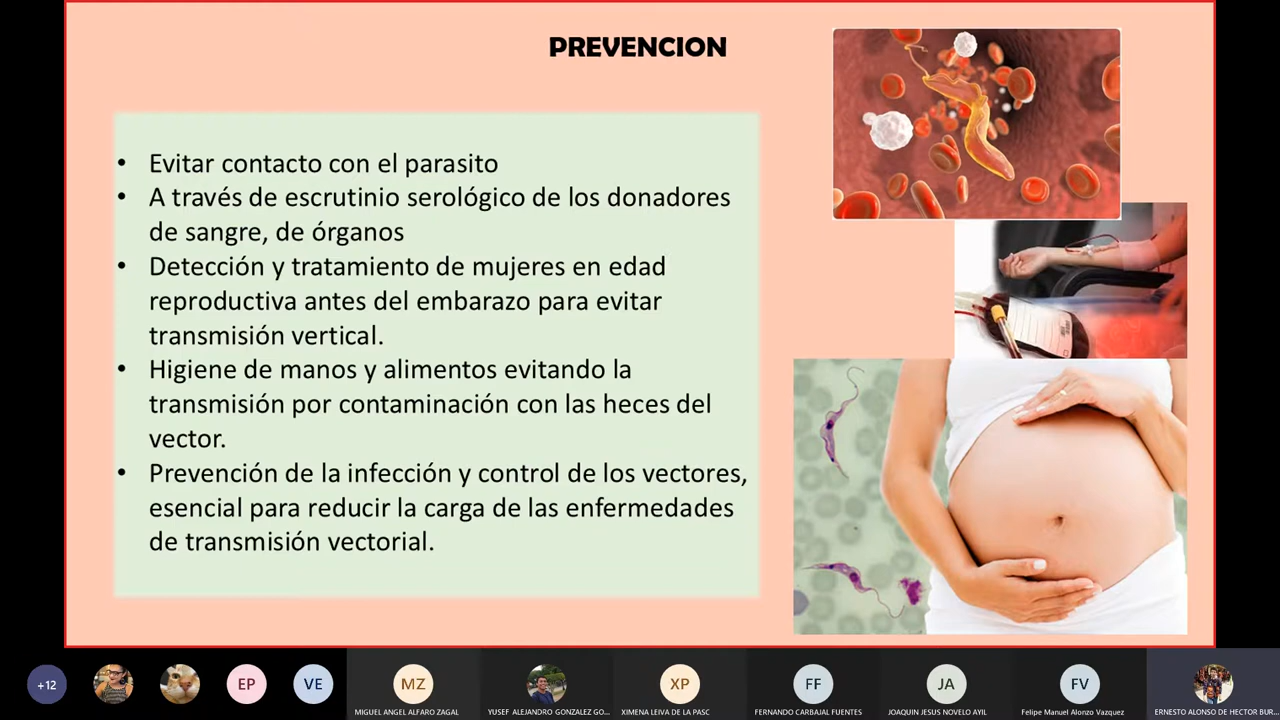 PREVENCION
• Evitar contacto con el parasito
• A través de escrutinio serológico de los donadores
de sangre, de órganos
• Detección y tratamiento de mujeres en edad
reproductiva antes del embarazo para evitar
transmisión vertical.
• Higiene de manos y alimentos evitando la
transmisión por contaminación con las heces del
vector.
• Prevención de la infección y control de los vectores,
esencial para reducir la carga de las enfermedades
de transmisión vectorial.
+12
EP
VE
MZ
XP
FF
JA
FV
MIGUEL ANGEL ALFARO ZAGAL
YUSEF ALEJANDRO GONZALEZ GO...
XIMENA LEIVA DE LA PASC
FERNANDO CARBAJAL FUENTES
JOAQUIN JESUS NOVELO AYIL
Felipe Manuel Alonzo Vazquez
ERNESTO ALONSO DE HECTOR BUR...